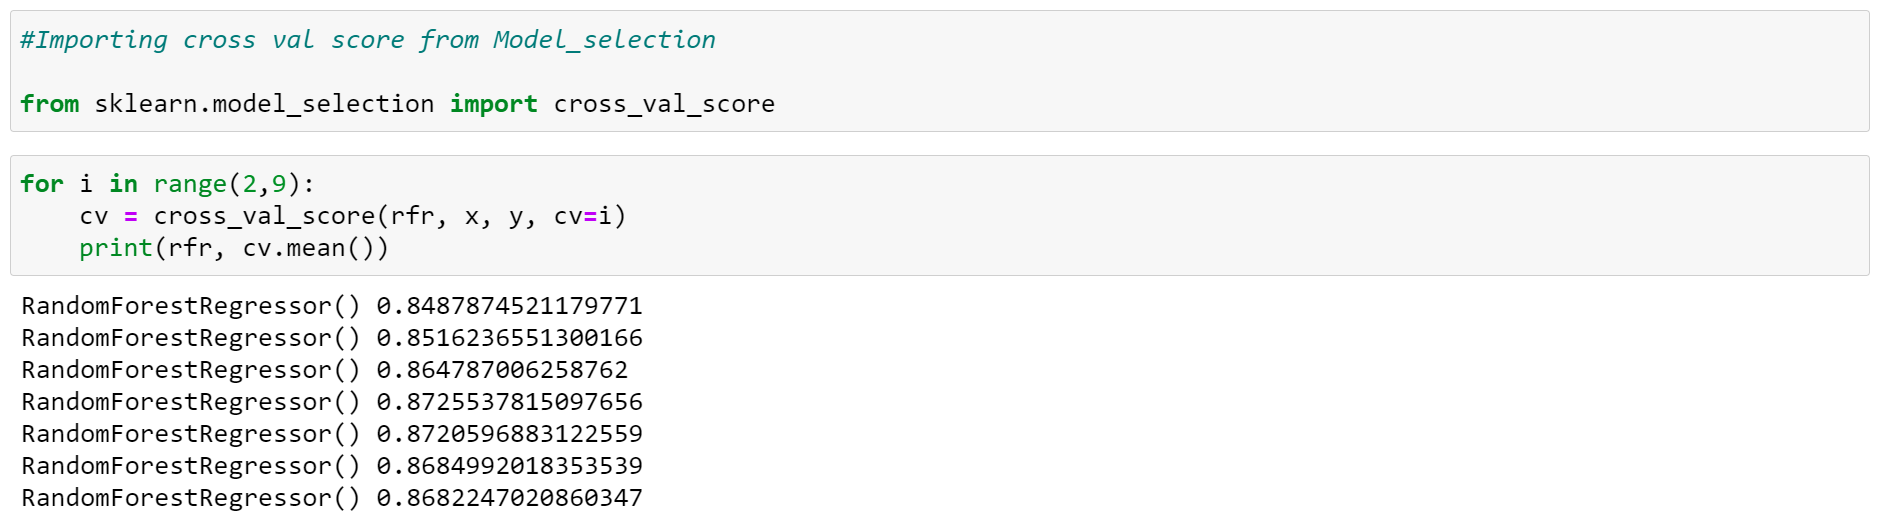 #Importing cross val score from Model_selection
from sklearn.model_selection import cross_val_score
for i in range(2,9):
    cv = cross_val_score(rfr, x, y, cv=i)
    print(rfr, cv.mean())
RandomForestRegressor() 0.8487874521179771
RandomForestRegressor() 0.8516236551300166
RandomForestRegressor() 0.864787006258762
RandomForestRegressor() 0.8725537815097656
RandomForestRegressor() 0.8720596883122559
RandomForestRegressor() 0.8684992018353539
RandomForestRegressor() 0.8682247020860347